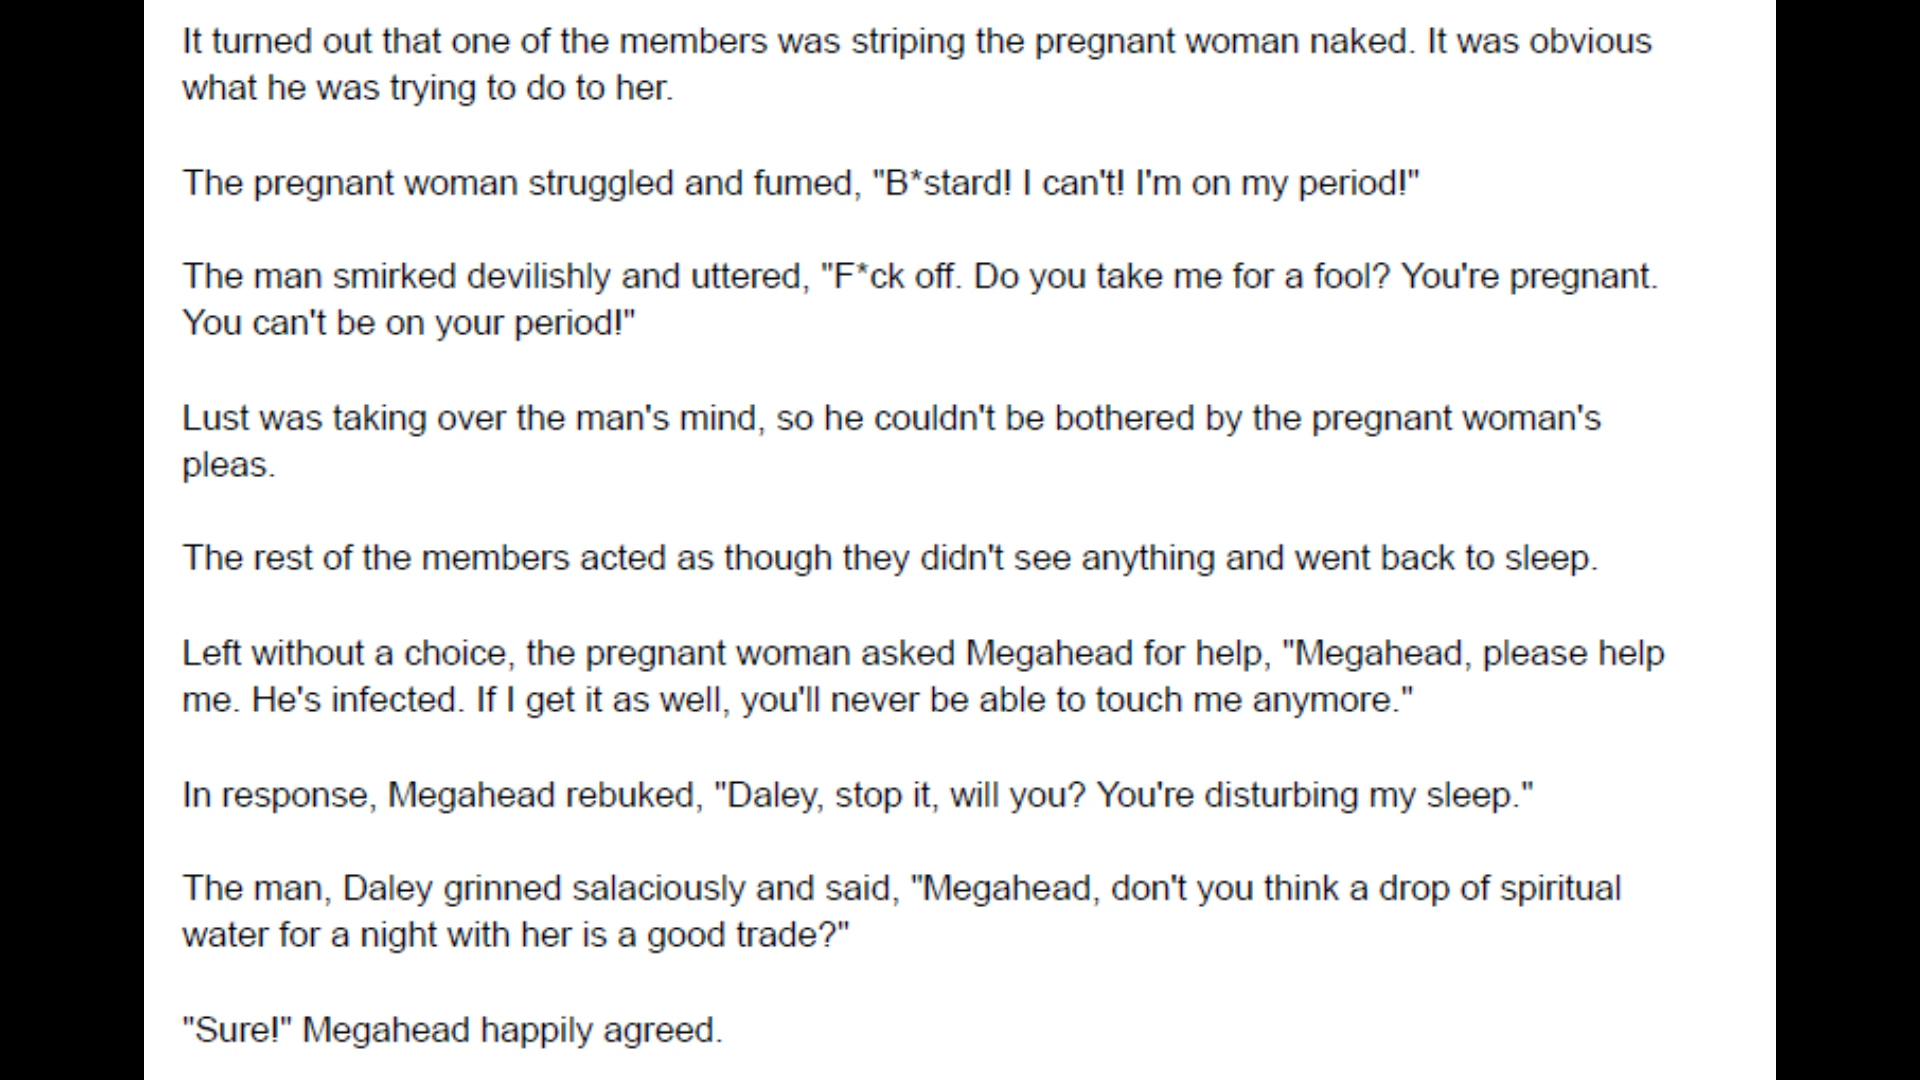 It turned out that one of the members was striping the pregnant woman naked. It was obvious
what he was trying to do to her.
The pregnant woman struggled and fumed, "B*stard! I can't! I'm on my period!"
The man smirked devilishly and uttered, "F*ck off. Do you take me for a fool? You're pregnant.
You can't be on your period!"
Lust was taking over the man's mind, so he couldn't be bothered by the pregnant woman's
pleas.
The rest of the members acted as though they didn't see anything and went back to sleep.
Left without a choice, the pregnant woman asked Megahead for help, "Megahead, please help
me. He's infected. If I get it as well, you'll never be able to touch me anymore."
In response, Megahead rebuked, "Daley, stop it, will you? You're disturbing my sleep."
The man, Daley grinned salaciously and said, "Megahead, don't you think a drop of spiritual
water for a night with her is a good trade?"
"Sure!" Megahead happily agreed.